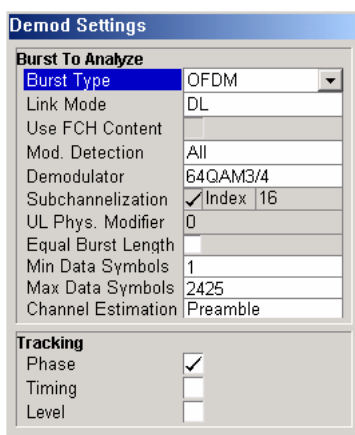 Demod Settings
Burst To Analyze
Burst Type OFDM
Link Mode DL
Use FCH Content
Mod. Detection All
Demodulator 64QAM3/4
Subchannelization Index 16
UL Phys. Modifier 0
Equal Burst Length
Min Data Symbols 1
Max Data Symbols 2425
Channel Estimation Preamble
Tracking
Phase
Timing
Level